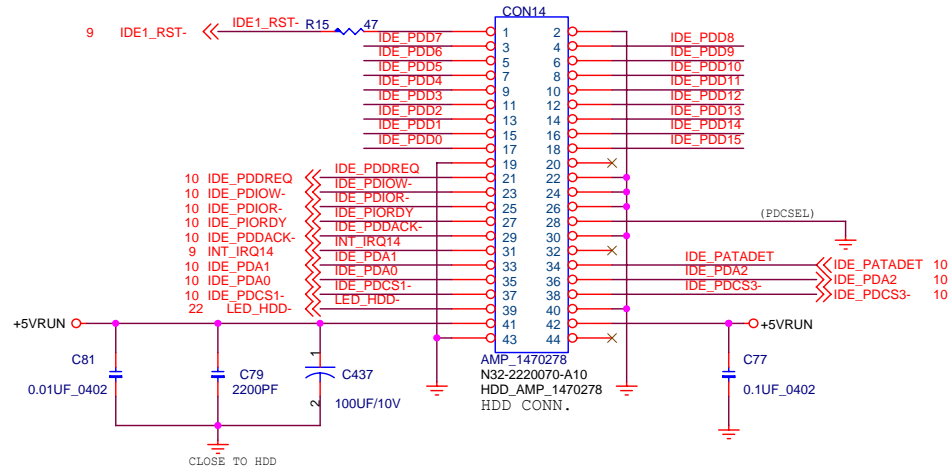 CON14
9 IDE1_RST- IDE1_RST- R15 47 1 2
IDE_PDD7 3 4 IDE_PDD8
IDE_PDD6 5 6 IDE_PDD9
IDE_PDD5 7 8 IDE_PDD10
IDE_PDD4 9 10 IDE_PDD11
IDE_PDD3 11 12 IDE_PDD12
IDE_PDD2 13 14 IDE_PDD13
IDE_PDD1 15 16 IDE_PDD14
IDE_PDD0 17 18 IDE_PDD15
19 20
10 IDE_PDDREQ IDE_PDDREQ 21 22
10 IDE_PDIOW- IDE_PDIOW- 23 24
10 IDE_PDIOR- IDE_PDIOR- 25 26
10 IDE_PIORDY IDE_PIORDY 27 28 (PDCSEL)
10 IDE_PDDACK- IDE_PDDACK- 29 30
9 INT_IRQ14 INT_IRQ14 31 32
10 IDE_PDA1 IDE_PDA1 33 34 IDE_PATADET IDE_PATADET 10
10 IDE_PDA0 IDE_PDA0 35 36 IDE_PDA2 IDE_PDA2 10
10 IDE_PDCS1- IDE_PDCS1- 37 38 IDE_PDCS3- IDE_PDCS3- 10
22 LED_HDD- LED_HDD- 39 40
+5VRUN 41 42 +5VRUN
43 44
C81
0.01UF_0402
C79
2200PF
1
C437
2
100UF/10V
AMP_1470278
N32-2220070-A10
HDD_AMP_1470278
HDD CONN.
C77
0.1UF_0402
CLOSE TO HDD